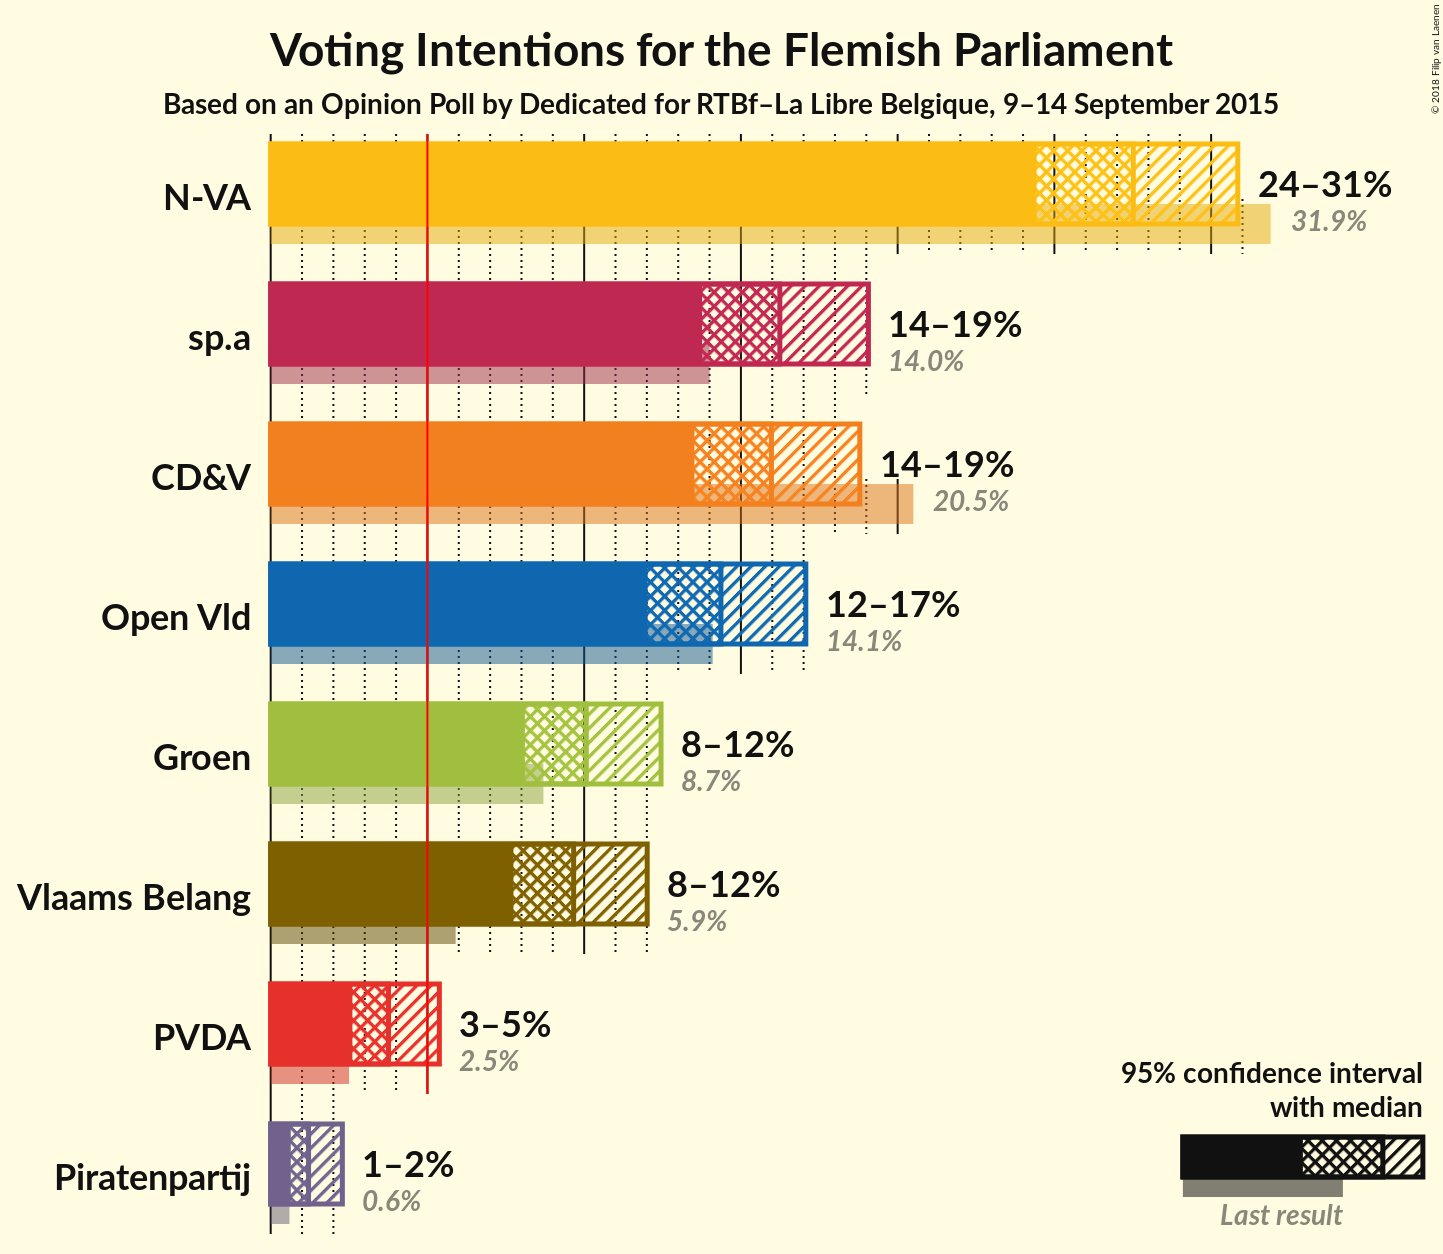 Voting Intentions for the Flemish Parliament
Based on an Opinion Poll by Dedicated for RTBf–La Libre Belgique, 9–14 September 2015
© 2018 Filip van Laenen
N-VA
24–31%
31.9%
sp.a
14–19%
14.0%
CD&V
14–19%
20.5%
Open Vld
12–17%
14.1%
Groen
8–12%
8.7%
Vlaams Belang
8–12%
5.9%
PVDA
3–5%
2.5%
Piratenpartij
1–2%
0.6%
95% confidence interval
with median
Last result